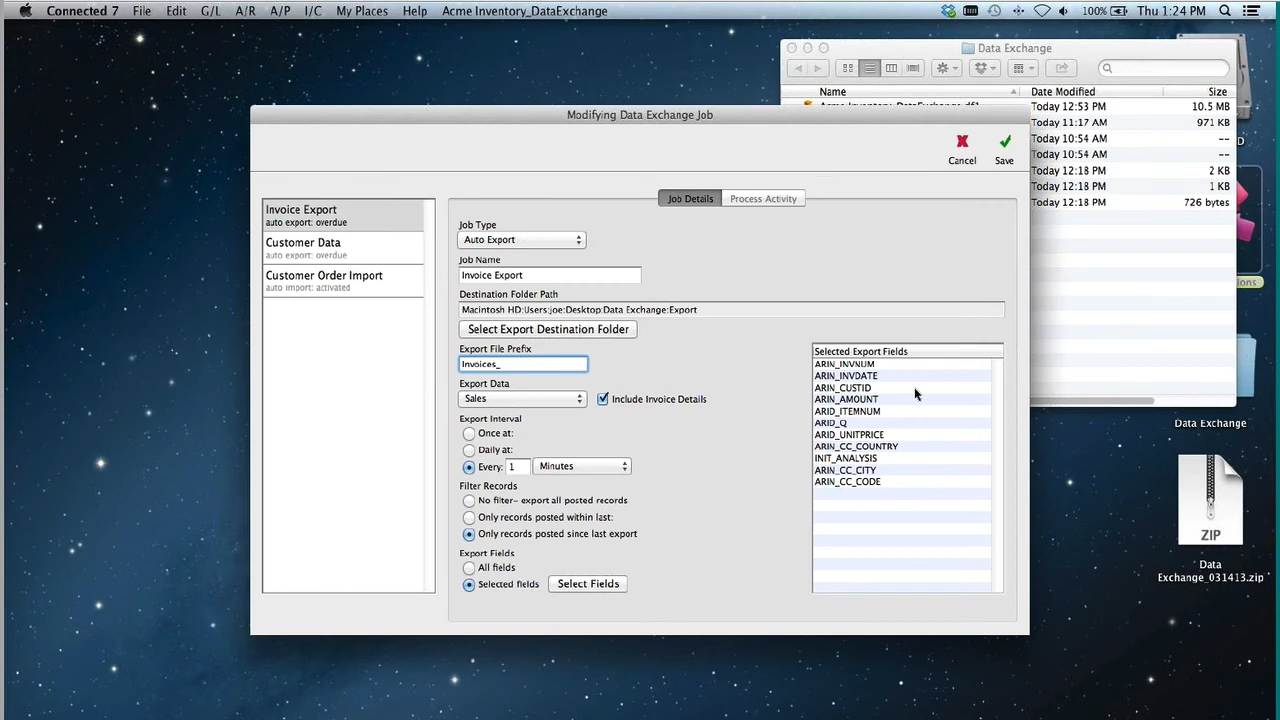 Connected 7 File Edit G/L A/R A/P I/C My Places Help Acme Inventory_DataExchange 100% Thu 1:24 PM
Data Exchange
Name Date Modified Size
Acme Inventory_DataExchange.df1 Today 12:53 PM 10.5 MB
Today 11:17 AM 971 KB
Today 10:54 AM --
Today 10:54 AM --
Today 12:18 PM 2 KB
Today 12:18 PM 1 KB
Today 12:18 PM 726 bytes
Modifying Data Exchange Job
Cancel Save
Invoice Export
auto export: overdue
Customer Data
auto export: overdue
Customer Order Import
auto import: activated
Job Details Process Activity
Job Type
Auto Export
Job Name
Invoice Export
Destination Folder Path
Macintosh HD:Users:joe:Desktop:Data Exchange:Export
Select Export Destination Folder
Export File Prefix
Invoices_
Export Data
Sales Include Invoice Details
Export Interval
Once at:
Daily at:
Every: 1 Minutes
Filter Records
No filter- export all posted records
Only records posted within last:
Only records posted since last export
Export Fields
All fields
Selected fields Select Fields
Selected Export Fields
ARIN_INVNUM
ARIN_INVDATE
ARIN_CUSTID
ARIN_AMOUNT
ARID_ITEMNUM
ARID_Q
ARID_UNITPRICE
ARIN_CC_COUNTRY
INIT_ANALYSIS
ARIN_CC_CITY
ARIN_CC_CODE
D
ions
Data Exchange
ZIP
Data
Exchange_031413.zip